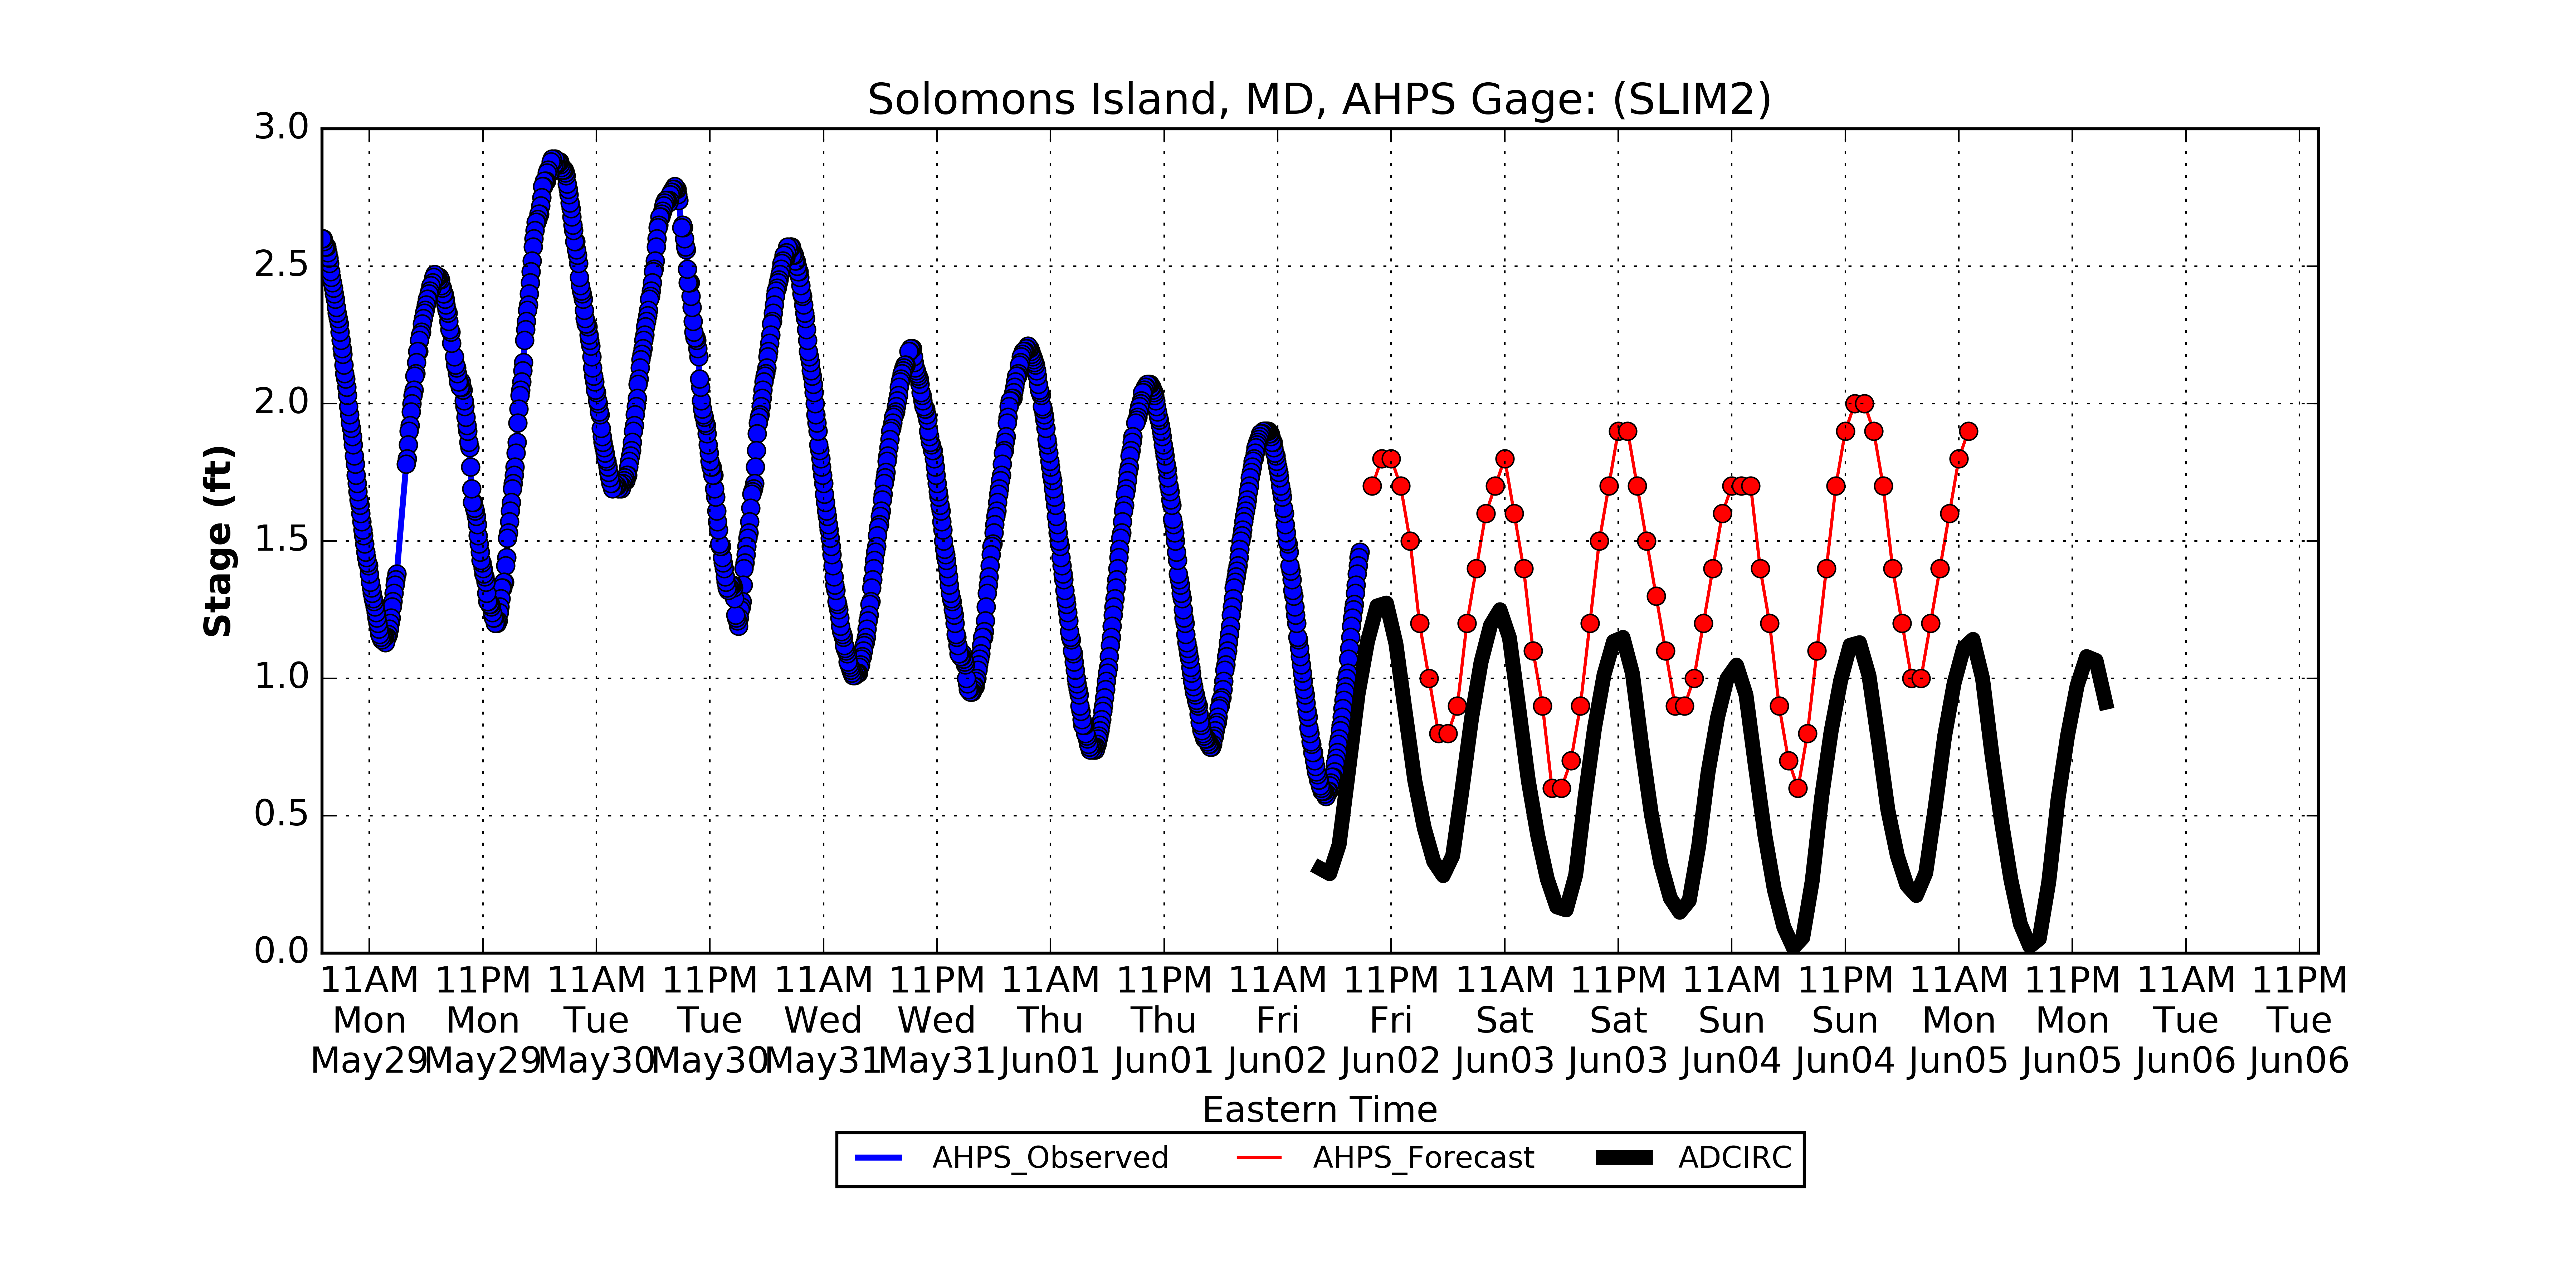 Solomons Island, MD, AHPS Gage: (SLIM2)
Stage (ft)
3.0
2.5
2.0
1.5
1.0
0.5
0.0
11AM 11PM 11AM 11PM 11AM 11PM 11AM 11PM 11AM 11PM 11AM 11PM 11AM 11PM 11AM 11PM 11AM 11PM
Mon Mon Tue Tue Wed Wed Thu Thu Fri Fri Sat Sat Sun Sun Mon Mon Tue Tue
May29 May29 May30 May30 May31 May31 Jun01 Jun01 Jun02 Jun02 Jun03 Jun03 Jun04 Jun04 Jun05 Jun05 Jun06 Jun06
Eastern Time
AHPS_Observed AHPS_Forecast ADCIRC